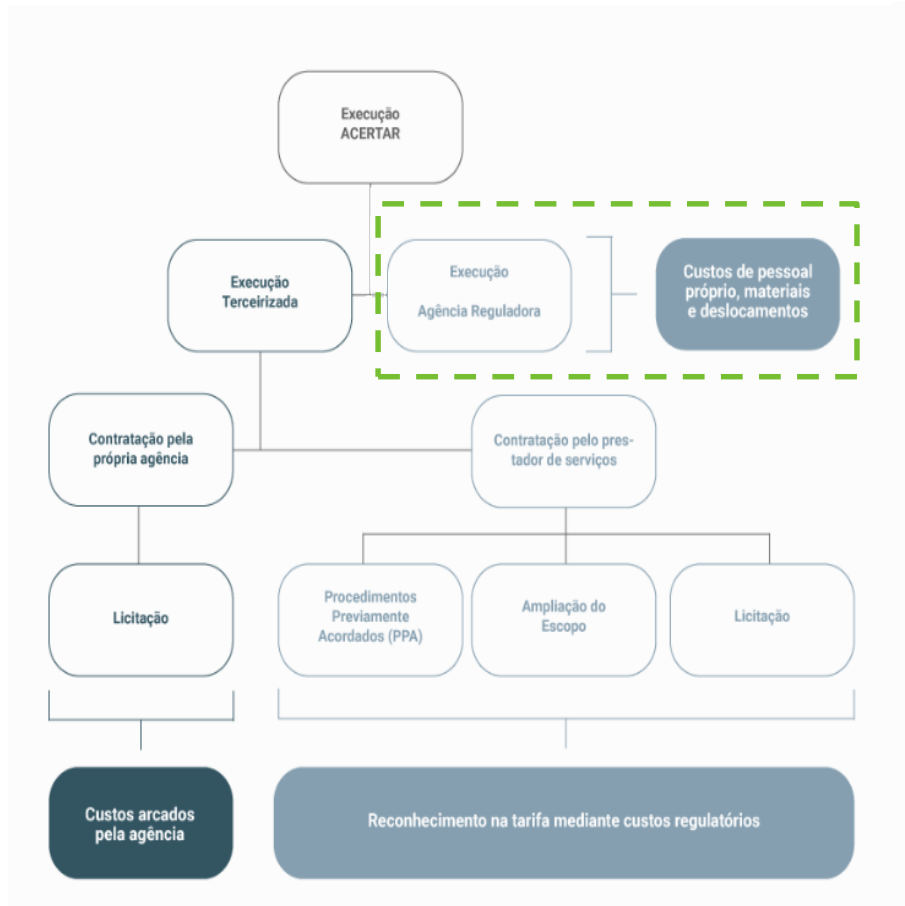 Execução
ACERTAR
Execução
Terceirizada
Execução
Agência Reguladora
Custos de pessoal
próprio, materiais
e deslocamentos
Contratação pela
própria agência
Contratação pelo pres-
tador de serviços
Licitação
Procedimentos
Previamente
Acordados (PPA)
Ampliação do
Escopo
Licitação
Custos arcados
pela agência
Reconhecimento na tarifa mediante custos regulatórios